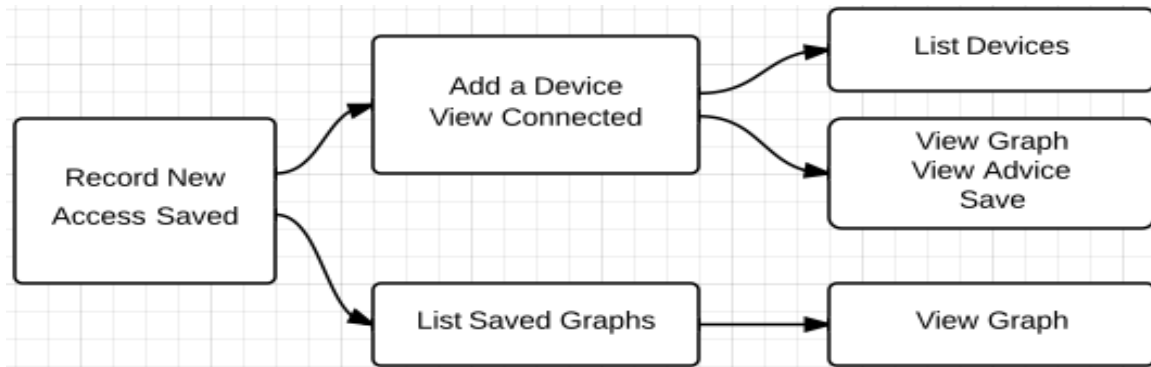 Record New
Access Saved
Add a Device
View Connected
List Saved Graphs
List Devices
View Graph
View Advice
Save
View Graph